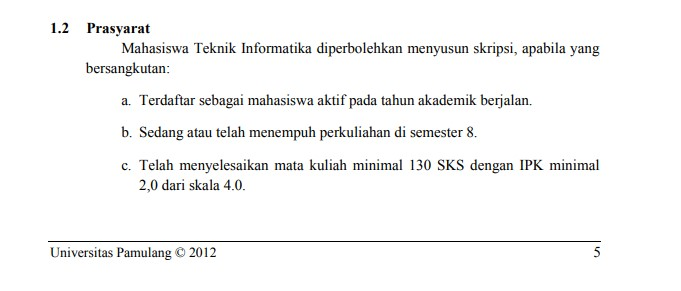 1.2 Prasyarat
Mahasiswa Teknik Informatika diperbolehkan menyusun skripsi, apabila yang
bersangkutan:
a. Terdaftar sebagai mahasiswa aktif pada tahun akademik berjalan.
b. Sedang atau telah menempuh perkuliahan di semester 8.
c. Telah menyelesaikan mata kuliah minimal 130 SKS dengan IPK minimal
2,0 dari skala 4.0.
Universitas Pamulang © 2012 5